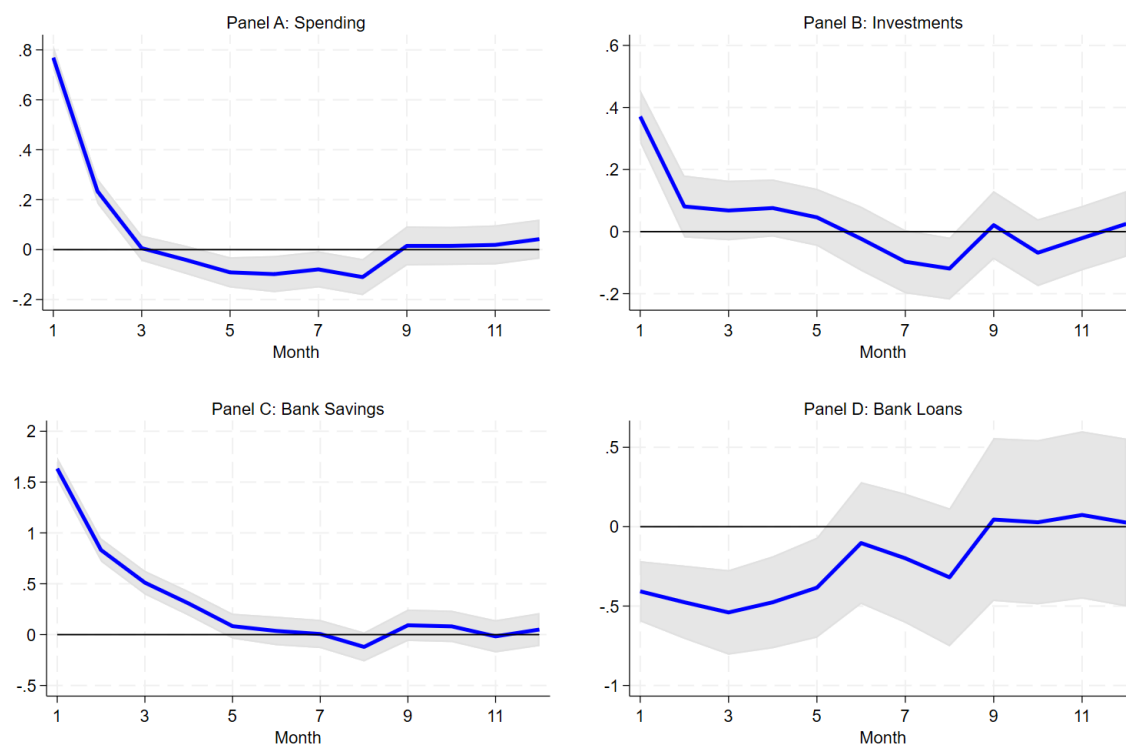 Panel A: Spending
.8
.6
.4
.2
0
-.2
1 3 5 7 9 11
Month
Panel B: Investments
.6
.4
.2
0
-.2
1 3 5 7 9 11
Month
Panel C: Bank Savings
2
1.5
1
.5
0
-.5
1 3 5 7 9 11
Month
Panel D: Bank Loans
.5
0
-.5
-1
1 3 5 7 9 11
Month